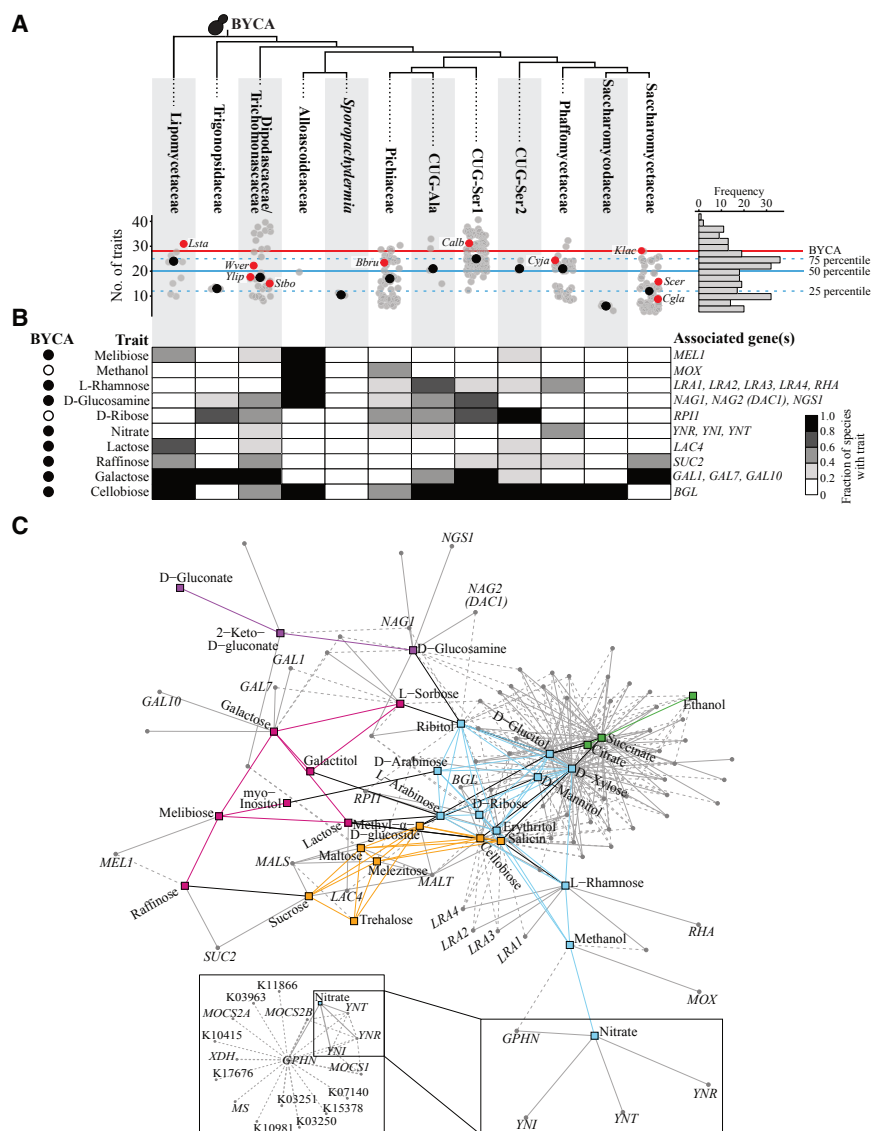 A
BYCA
Lipomycetaceae
Trigonopsidaceae
Dipodascaceae/
Trichomonascaceae
Alloascoideaceae
Sporopachydermia
Pichiaceae
CUG-Ala
CUG-Ser1
CUG-Ser2
Phaffomycetaceae
Saccharomycodaceae
Saccharomycetaceae
Frequency
0 10 30
No. of traits
40
30
20
10
Lsta
Wver
Ylip
Stbo
Bbru
Calb
Cyja
Klac
Scer
Cgla
BYCA
75 percentile
50 percentile
25 percentile
B
BYCA Trait Associated gene(s)
Melibiose MEL1
Methanol MOX
L-Rhamnose LRA1, LRA2, LRA3, LRA4, RHA
D-Glucosamine NAG1, NAG2 (DAC1), NGS1
D-Ribose RPI1
Nitrate YNR, YNI, YNT
Lactose LAC4
Raffinose SUC2
Galactose GAL1, GAL7, GAL10
Cellobiose BGL
1.0
0.8
0.6
0.4
0.2
0
Fraction of species
with trait
C
NGS1
D-Gluconate
NAG2
(DAC1)
NAG1
2-Keto-
D-gluconate
D-Glucosamine
GAL1
GAL7
GAL10
L-Sorbose
Ethanol
Galactose
Ribitol
D-Glucitol
Succinate
Citrate
Galactitol
D-Arabinose
BGL
D-Xylose
D-Mannitol
myo-
Inositol
RPI1
L-Arabinose
D-Ribose
Melibiose
Lactose
Methyl-α-
D-glucoside
Erythritol
Salicin
Maltose
Cellobiose
MEL1
MALS
Melezitose
MALT
L-Rhamnose
Raffinose
LAC4
Sucrose
Trehalose
LRA4
LRA2
LRA3
LRA1
RHA
Methanol
SUC2
MOX
K11866
K03963
Nitrate
MOCS2A
MOCS2B
YNT
K10415
YNR
XDH
GPHN
YNI
MOCS1
K17676
K07140
K03251
K15378
MS
K03250
K10981
Nitrate
GPHN
YNR
YNT
YNI